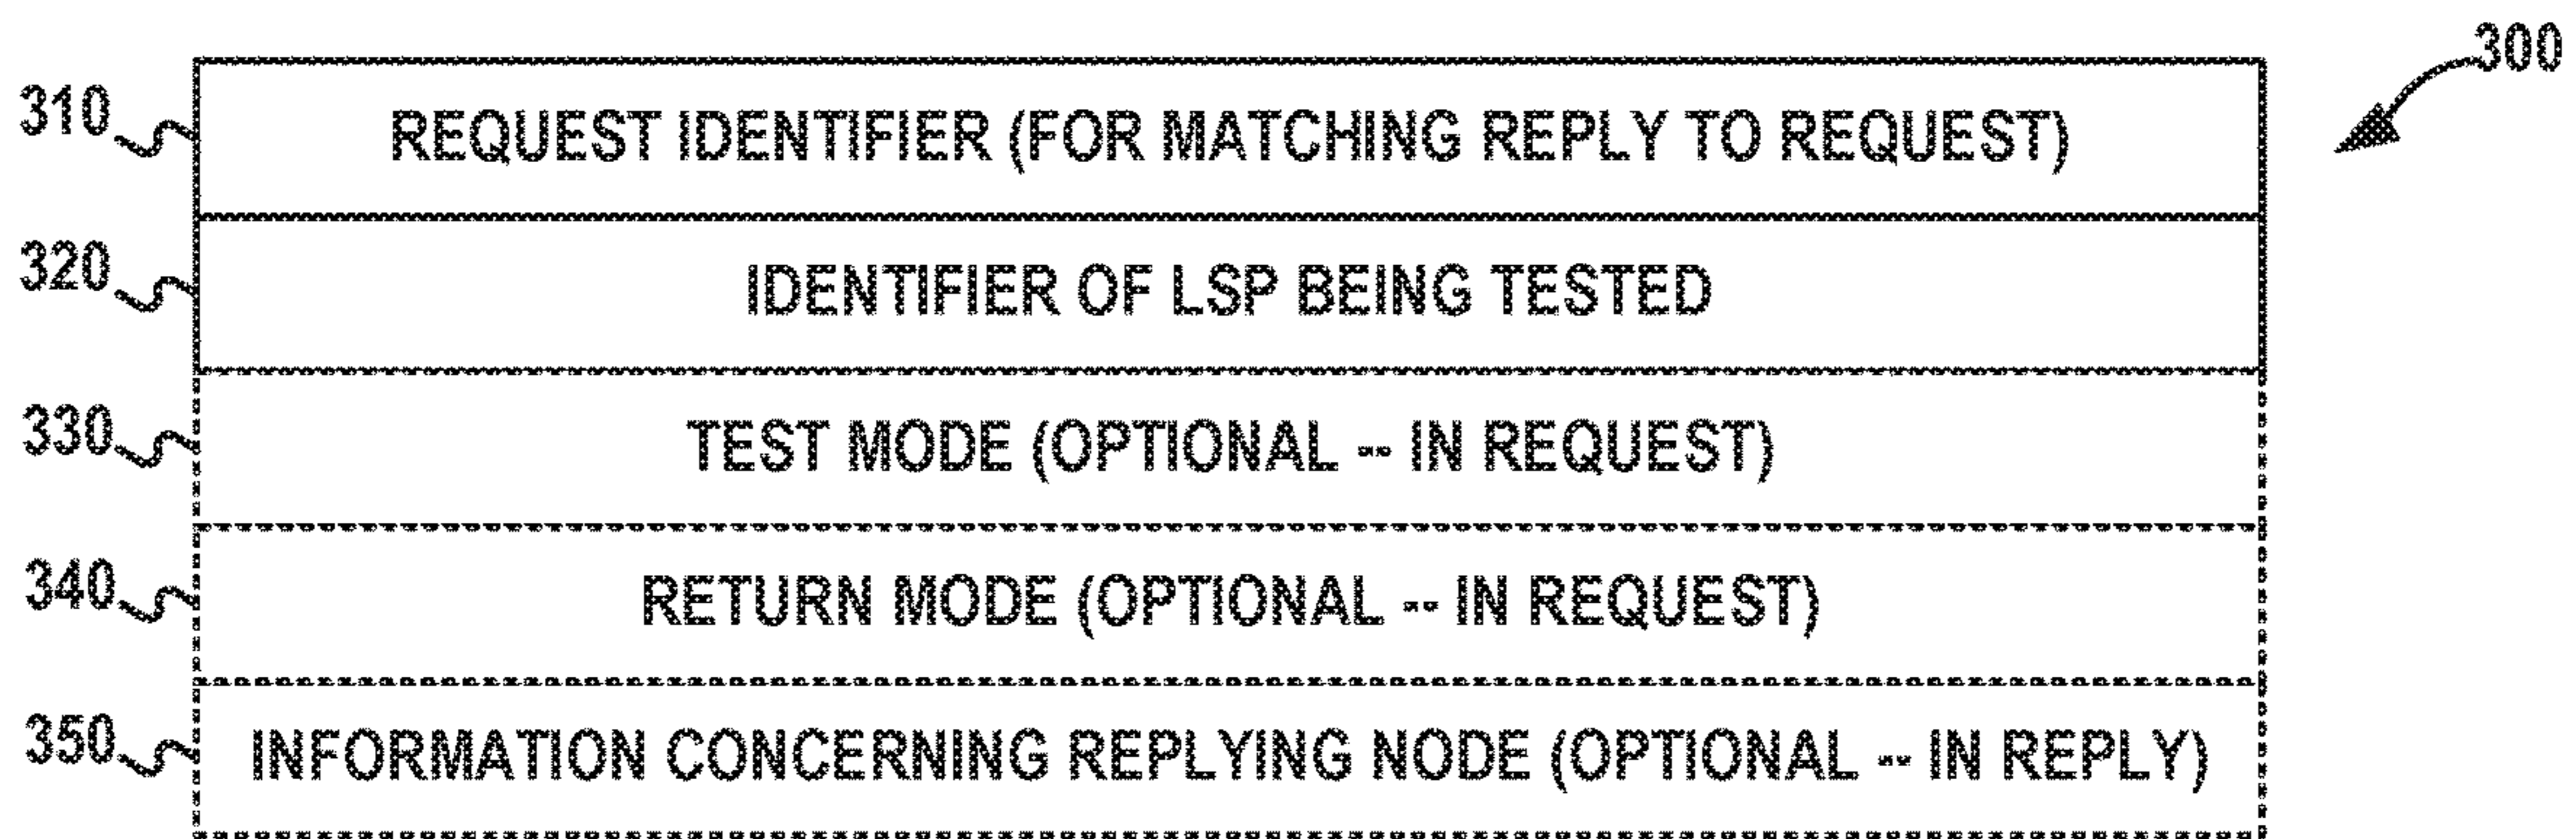 300
310 REQUEST IDENTIFIER (FOR MATCHING REPLY TO REQUEST)
320 IDENTIFIER OF LSP BEING TESTED
330 TEST MODE (OPTIONAL -- IN REQUEST)
340 RETURN MODE (OPTIONAL -- IN REQUEST)
350 INFORMATION CONCERNING REPLYING NODE (OPTIONAL -- IN REPLY)